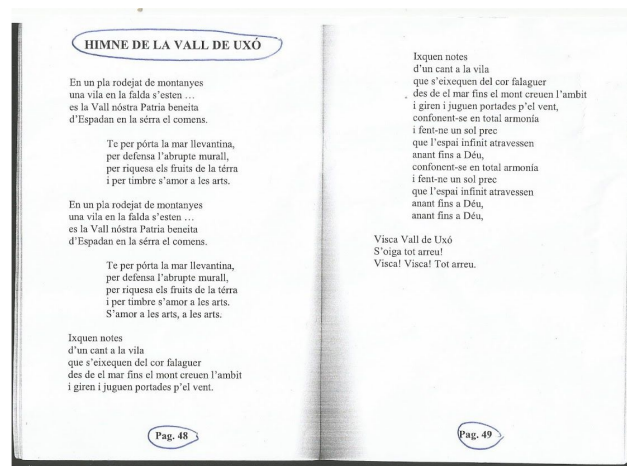 HIMNE DE LA VALL DE UXÓ
En un pla rodejat de montanyes
una vila en la falda s'esten …
es la Vall nóstra Patria beneita
d'Espadan en la sérra el comens.
Te per pórta la mar llevantina,
per defensa l'abrupte murall,
per riquesa els fruits de la térra
i per timbre s'amor a les arts.
En un pla rodejat de montanyes
una vila en la falda s'esten …
es la Vall nóstra Patria beneita
d'Espadan en la sérra el comens.
Te per pórta la mar llevantina,
per defensa l'abrupte murall,
per riquesa els fruits de la térra
i per timbre s'amor a les arts.
S'amor a les arts, a les arts.
Ixquen notes
d'un cant a la vila
que s'eixequen del cor falaguer
des de el mar fins el mont creuen l'ambit
i giren i juguen portades p'el vent.
Pag. 48
Ixquen notes
d'un cant a la vila
que s'eixequen del cor falaguer
des de el mar fins el mont creuen l'ambit
i giren i juguen portades p'el vent,
confonent-se en total armonía
i fent-ne un sol prec
que l'espai infinit atravessen
anant fins a Déu,
confonent-se en total armonía
i fent-ne un sol prec
que l'espai infinit atravessen
anant fins a Déu,
anant fins a Déu,
Visca Vall de Uxó
S'oiga tot arreu!
Visca! Visca! Tot arreu.
Pag. 49